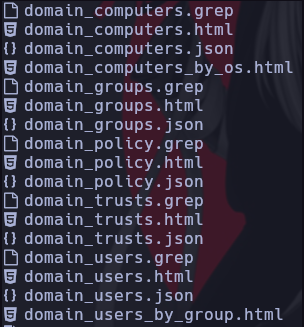 domain_computers.grep
domain_computers.html
domain_computers.json
domain_computers_by_os.html
domain_groups.grep
domain_groups.html
domain_groups.json
domain_policy.grep
domain_policy.html
domain_policy.json
domain_trusts.grep
domain_trusts.html
domain_trusts.json
domain_users.grep
domain_users.html
domain_users.json
domain_users_by_group.html